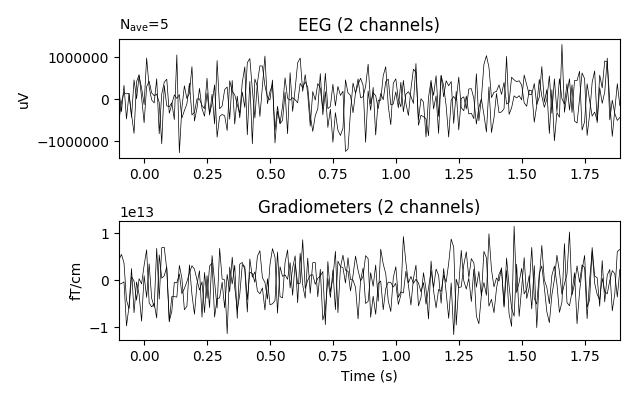 N_ave=5
EEG (2 channels)
1000000
0
−1000000
uV
0.00 0.25 0.50 0.75 1.00 1.25 1.50 1.75
1e13
Gradiometers (2 channels)
1
0
−1
fT/cm
0.00 0.25 0.50 0.75 1.00 1.25 1.50 1.75
Time (s)